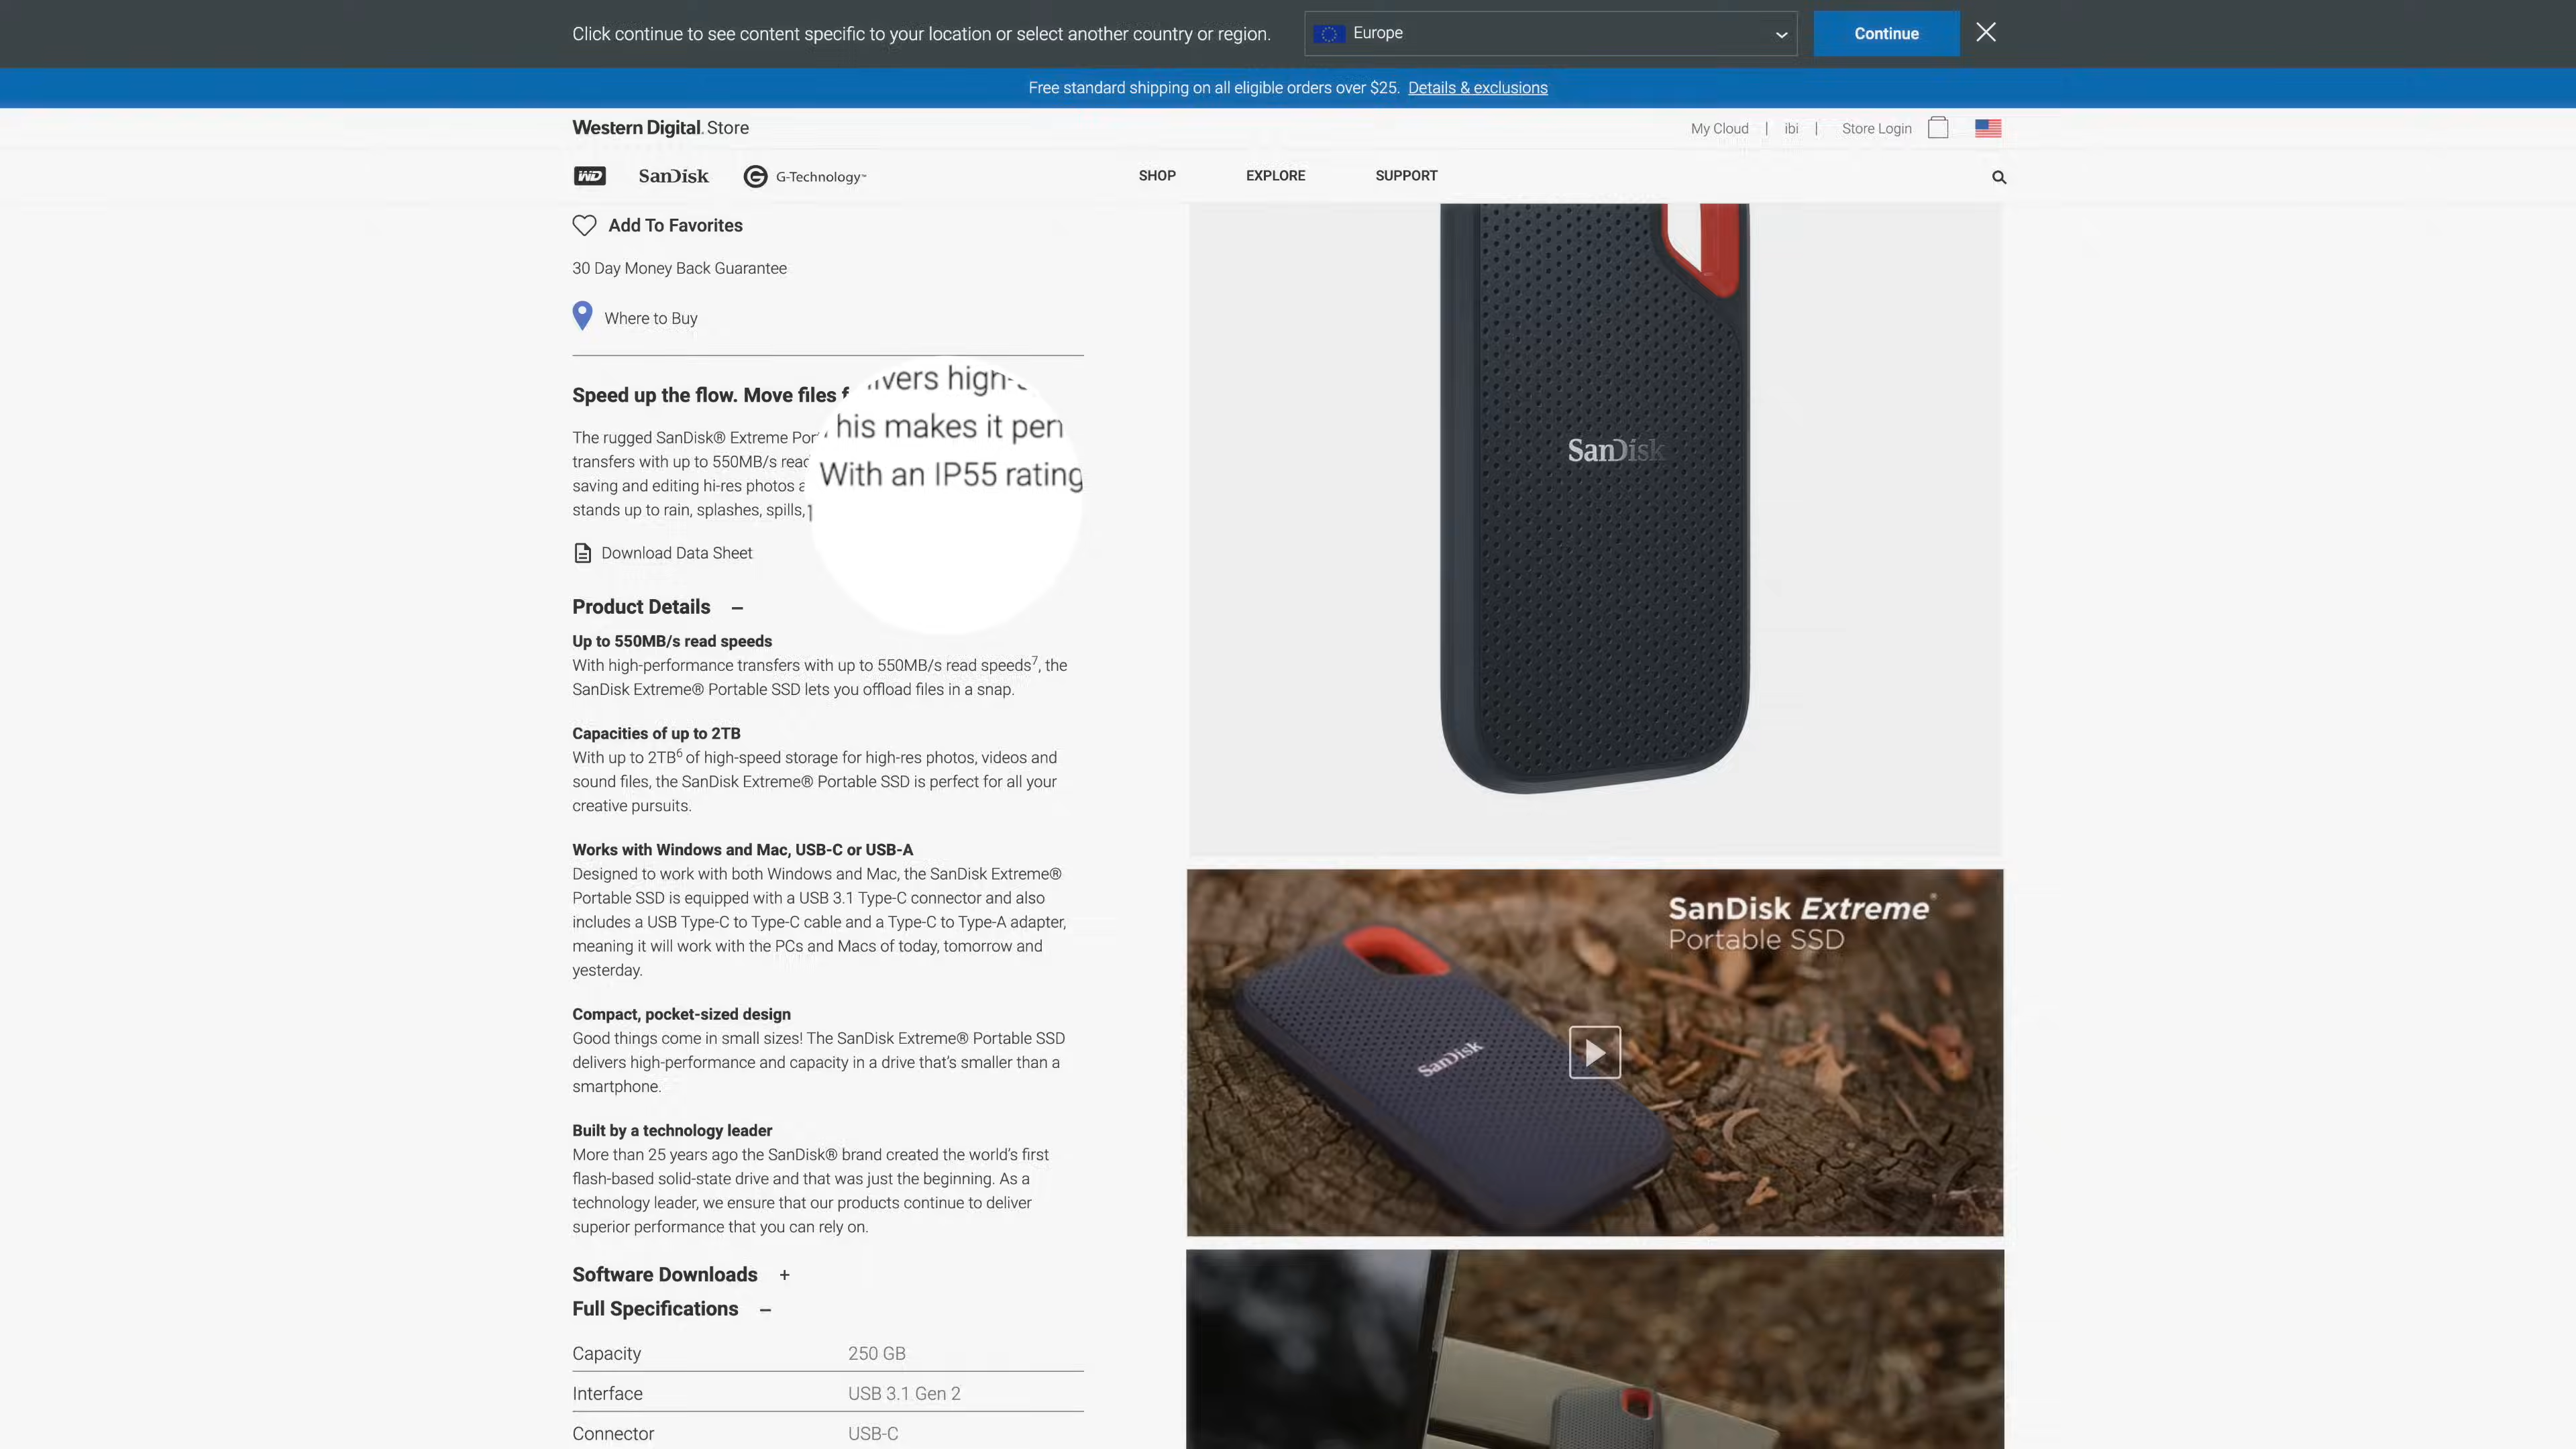 Click continue to see content specific to your location or select another country or region.
Europe
Continue
Free standard shipping on all eligible orders over $25. Details & exclusions
Western Digital. Store
My Cloud | ibi | Store Login
WD
SanDisk
G-Technology™
SHOP
EXPLORE
SUPPORT
Add To Favorites
30 Day Money Back Guarantee
Where to Buy
Speed up the flow. Move files
The rugged SanDisk® Extreme
transfers with up to 550MB/s
saving and editing hi-res photos
stands up to rain, splashes, spills,
makes it
With an IP55 rating
Download Data Sheet
Product Details –
Up to 550MB/s read speeds
With high-performance transfers with up to 550MB/s read speeds7, the
SanDisk Extreme® Portable SSD lets you offload files in a snap.
Capacities of up to 2TB
With up to 2TB6 of high-speed storage for high-res photos, videos and
sound files, the SanDisk Extreme® Portable SSD is perfect for all your
creative pursuits.
Works with Windows and Mac, USB-C or USB-A
Designed to work with both Windows and Mac, the SanDisk Extreme®
Portable SSD is equipped with a USB 3.1 Type-C connector and also
includes a USB Type-C to Type-C cable and a Type-C to Type-A adapter,
meaning it will work with the PCs and Macs of today, tomorrow and
yesterday.
Compact, pocket-sized design
Good things come in small sizes! The SanDisk Extreme® Portable SSD
delivers high-performance and capacity in a drive that's smaller than a
smartphone.
Built by a technology leader
More than 25 years ago the SanDisk® brand created the world's first
flash-based solid-state drive and that was just the beginning. As a
technology leader, we ensure that our products continue to deliver
superior performance that you can rely on.
Software Downloads +
Full Specifications –
Capacity 250 GB
Interface USB 3.1 Gen 2
Connector USB-C
SanDisk
SanDisk Extreme®
Portable SSD
SanDisk